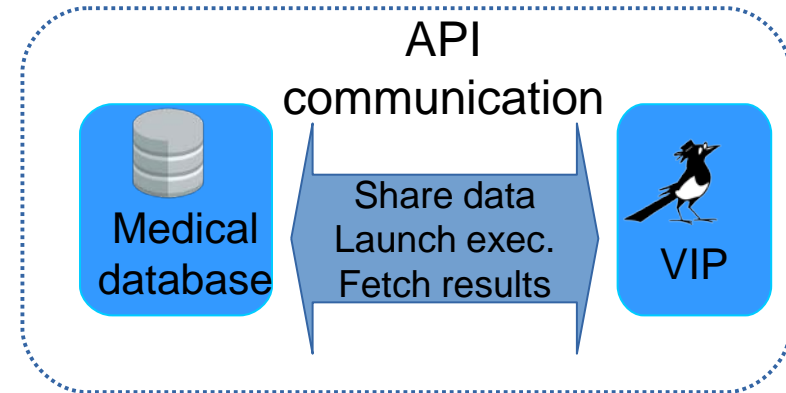 API
communication
Medical
database
Share data
Launch exec.
Fetch results
VIP